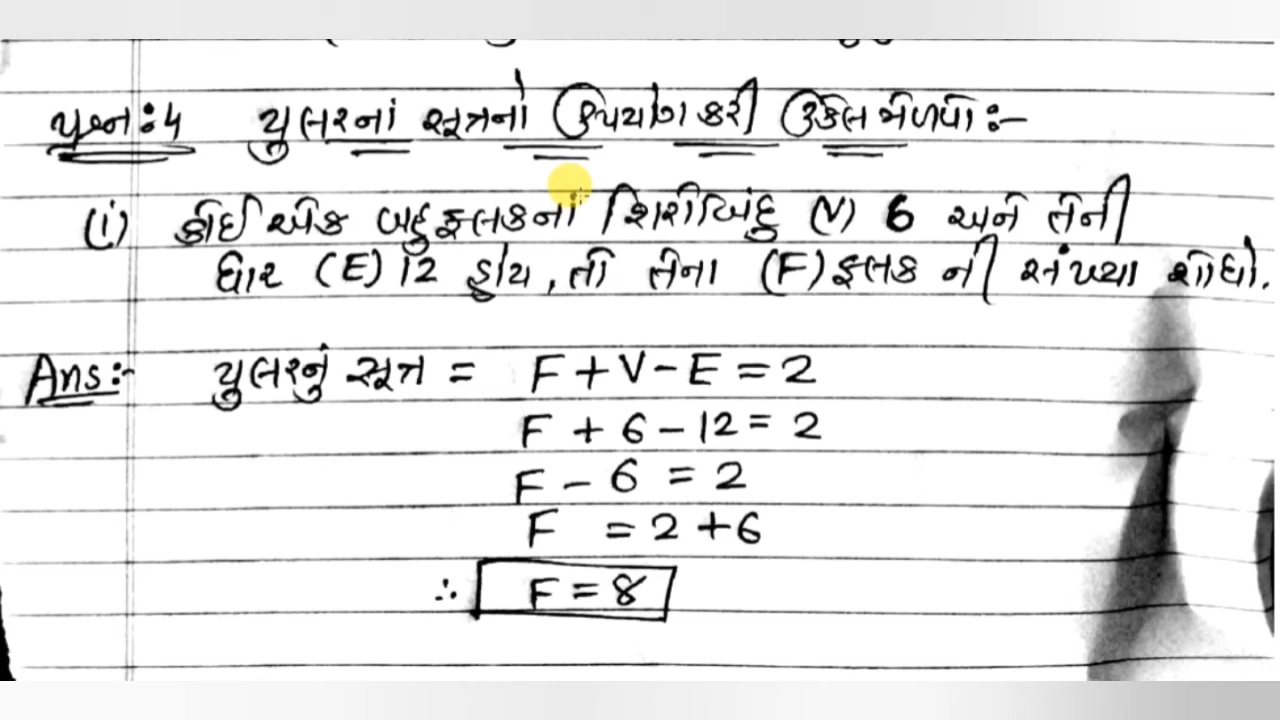 પ્રશ્ન:૫ યુલરનાં સૂત્રનો ઉપયોગ કરી ઉકેલ મેળવો:-
(i) કોઈ એક બહુફલકનાં શિરોબિંદુ (V) 6 અને તેની
ધાર (E) 12 હોય, તો તેના (F) ફલક ની સંખ્યા શોધો.
Ans:- યુલરનું સૂત્ર = F + V - E = 2
F + 6 - 12 = 2
F - 6 = 2
F = 2 + 6
∴ F = 8